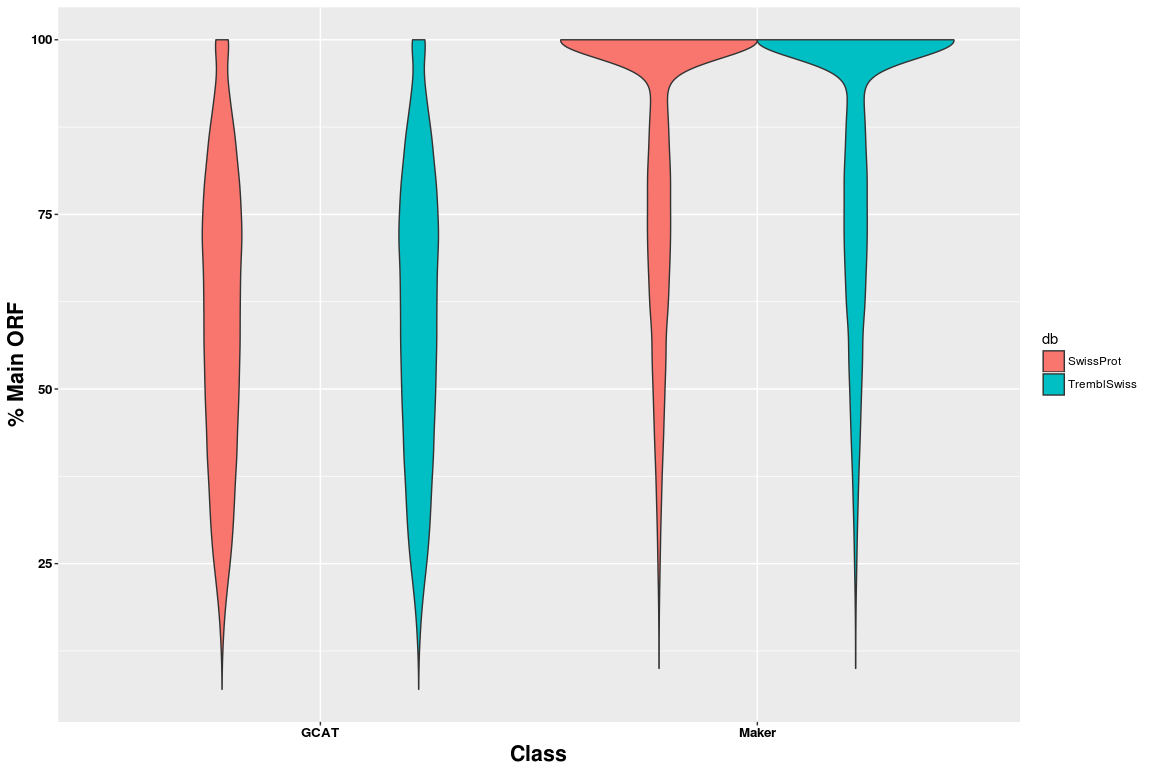 100
75
50
25
% Main ORF
GCAT
Maker
Class
db
SwissProt
TremblSwiss